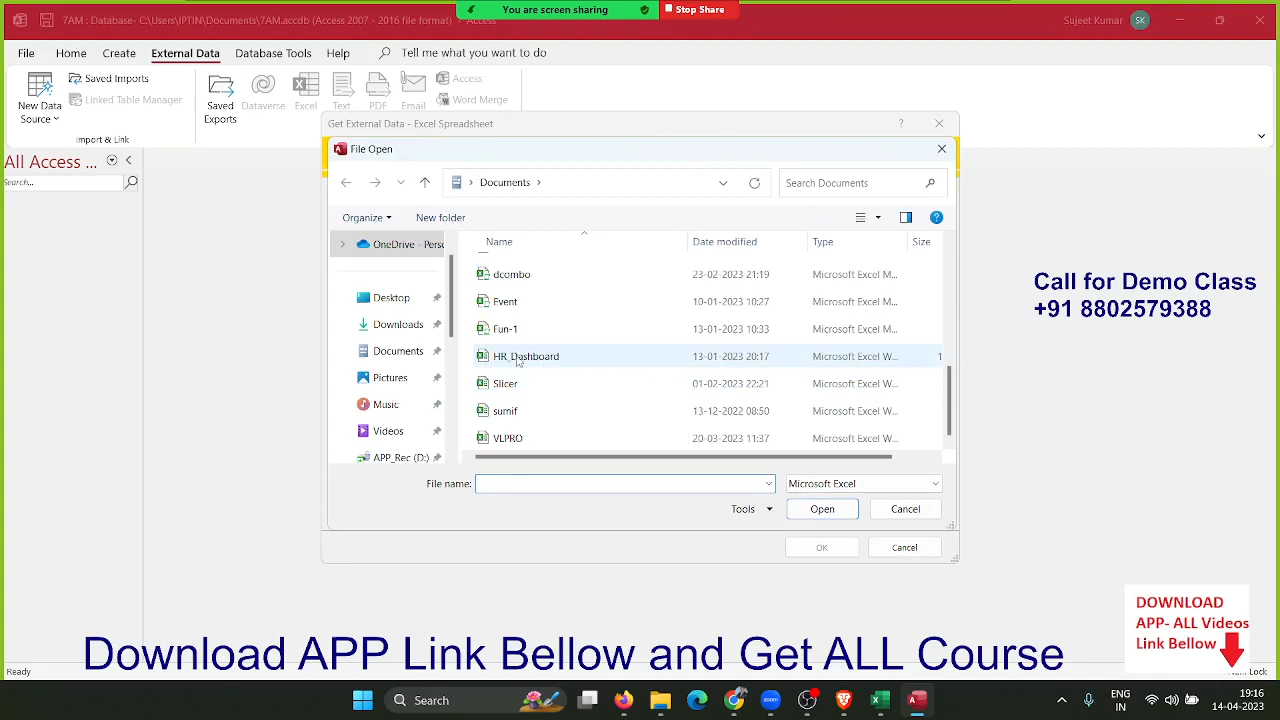 You are screen sharing
Stop Share
7AM : Database- C:\Users\IPTIN\Documents\7AM.accdb (Access 2007 - 2016 file format)
Sujeet Kumar
SK
File
Home
Create
External Data
Database Tools
Help
Tell me what you want to do
New Data
Source
Saved Imports
Linked Table Manager
Import & Link
Saved
Exports
Dataverse
Excel
Text
PDF
Email
Access
Word Merge
All Access ...
Search...
Get External Data - Excel Spreadsheet
?
File Open
Documents
Search Documents
Organize
New folder
Name
Date modified
Type
Size
OneDrive - Perso
Desktop
Downloads
Documents
Pictures
Music
Videos
APP_Rec (D:)
dcombo 23-02-2023 21:19 Microsoft Excel M...
Event 10-01-2023 10:27 Microsoft Excel M...
Fun-1 13-01-2023 10:33 Microsoft Excel M...
HR_Dashboard 13-01-2023 20:17 Microsoft Excel W... 1
Slicer 01-02-2023 22:21 Microsoft Excel W...
sumif 13-12-2022 08:50 Microsoft Excel W...
VLPRO 20-03-2023 11:37 Microsoft Excel W...
File name:
Microsoft Excel
Tools
Open
Cancel
OK
Cancel
Call for Demo Class
+91 8802579388
DOWNLOAD
APP- ALL Videos
Link Bellow
Download APP Link Bellow and Get ALL Course
Ready
Num Lock
Search
zoom
ENG
IN
19:16
14-04-2023